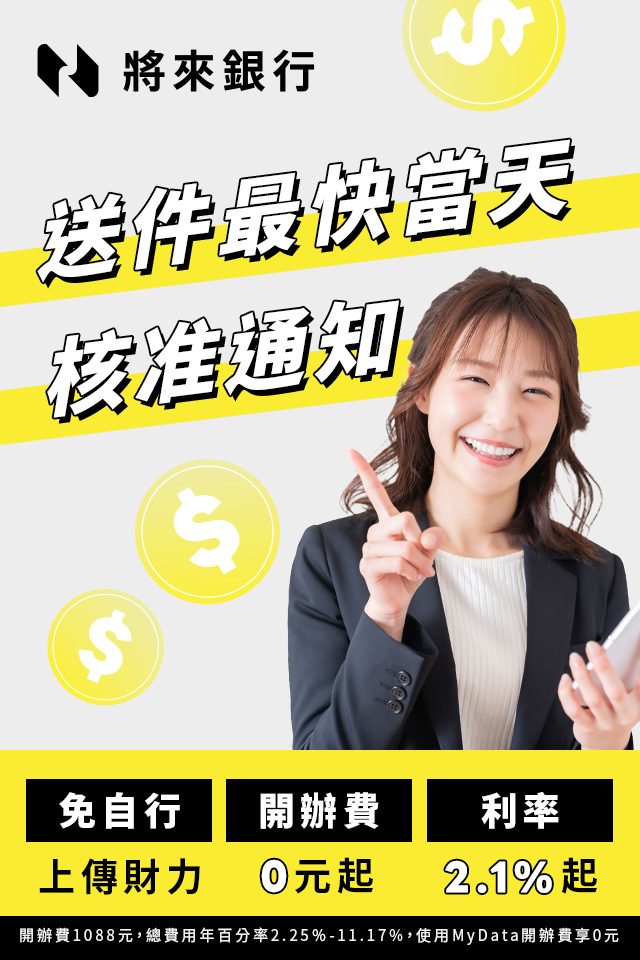 將來銀行
送件最快當天
核准通知
免自行
上傳財力
開辦費
0元起
利率
2.1%起
開辦費1088元，總費用年百分率2.25%-11.17%，使用MyData開辦費享0元